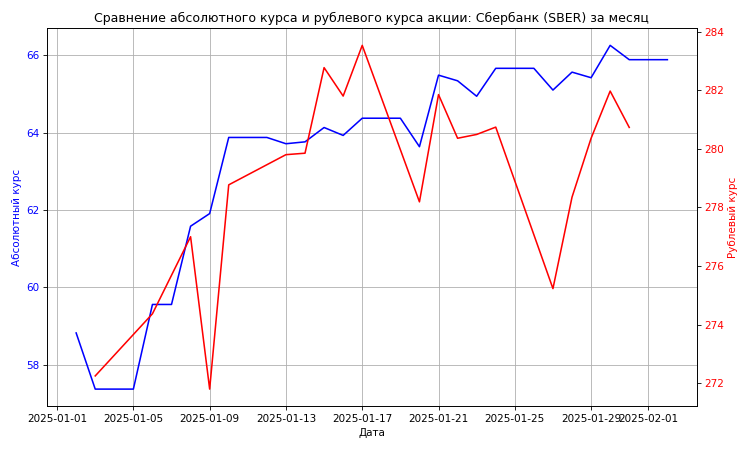 Сравнение абсолютного курса и рублевого курса акции: Сбербанк (SBER) за месяц
66
64
62
60
58
Абсолютный курс
284
282
280
278
276
274
272
Рублевый курс
2025-01-01 2025-01-05 2025-01-09 2025-01-13 2025-01-17 2025-01-21 2025-01-25 2025-01-29 2025-02-01
Дата